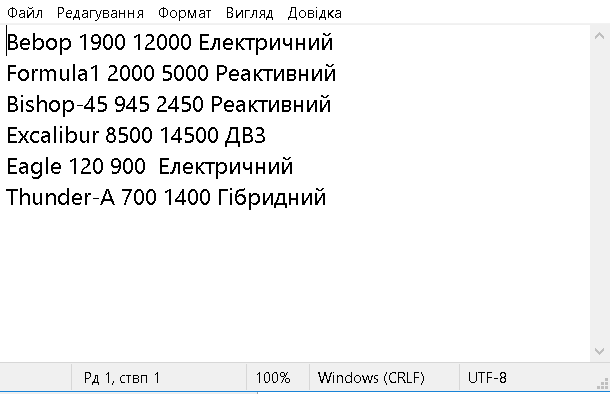 Файл Редагування Формат Вигляд Довідка
Bebop 1900 12000 Електричний
Formula1 2000 5000 Реактивний
Bishop-45 945 2450 Реактивний
Excalibur 8500 14500 ДВЗ
Eagle 120 900  Електричний
Thunder-A 700 1400 Гібридний
Рд 1, ствп 1 100% Windows (CRLF) UTF-8